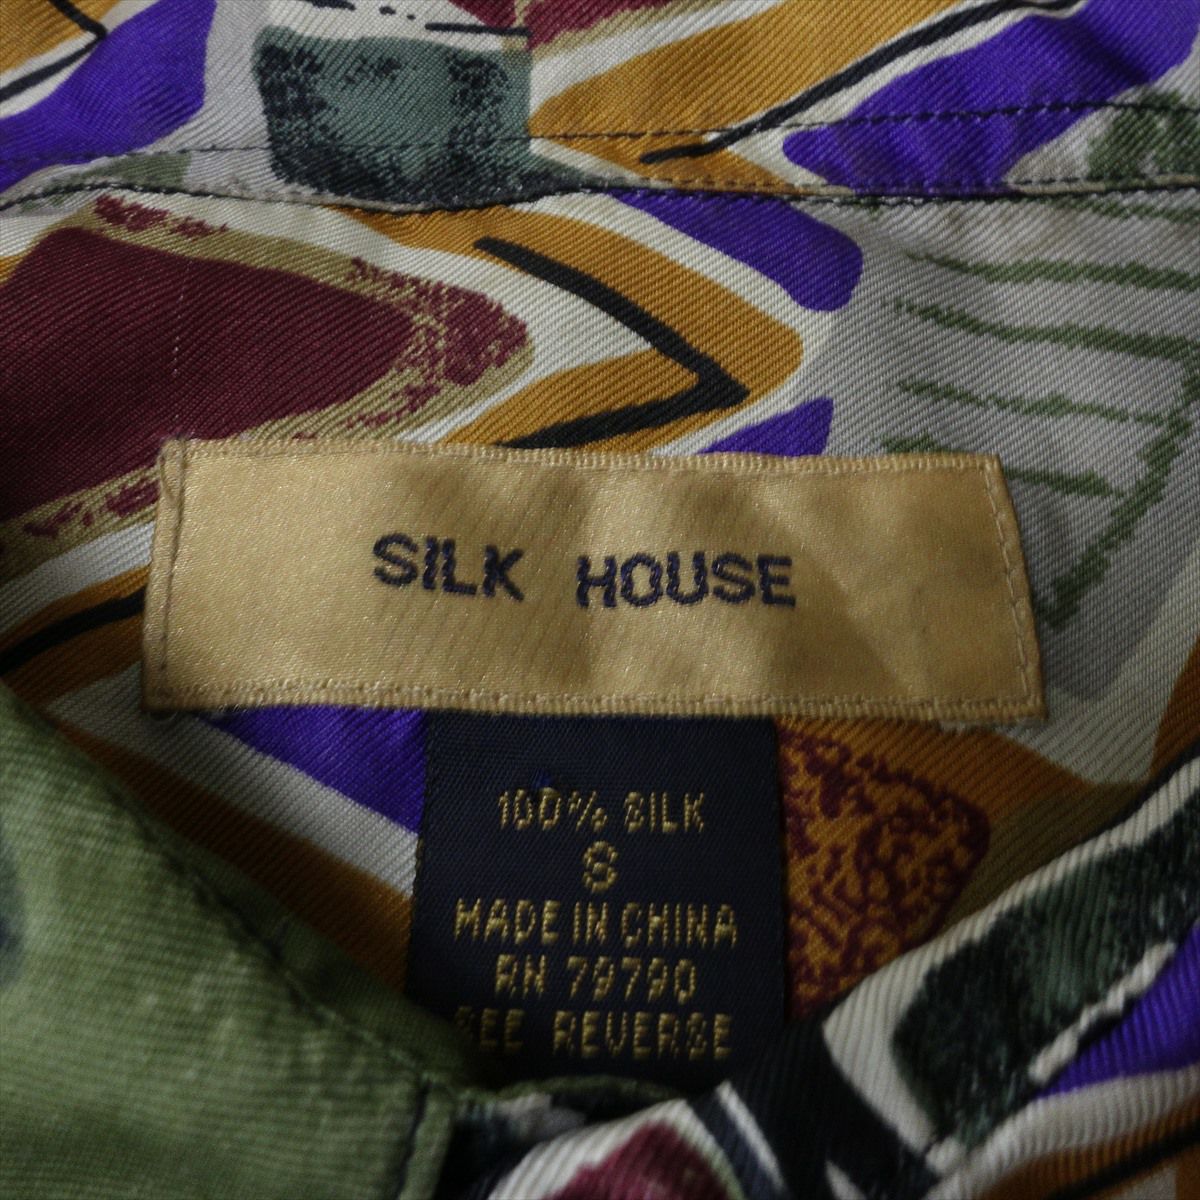 SILK HOUSE
100% SILK
S
MADE IN CHINA
RN 79790
SEE REVERSE